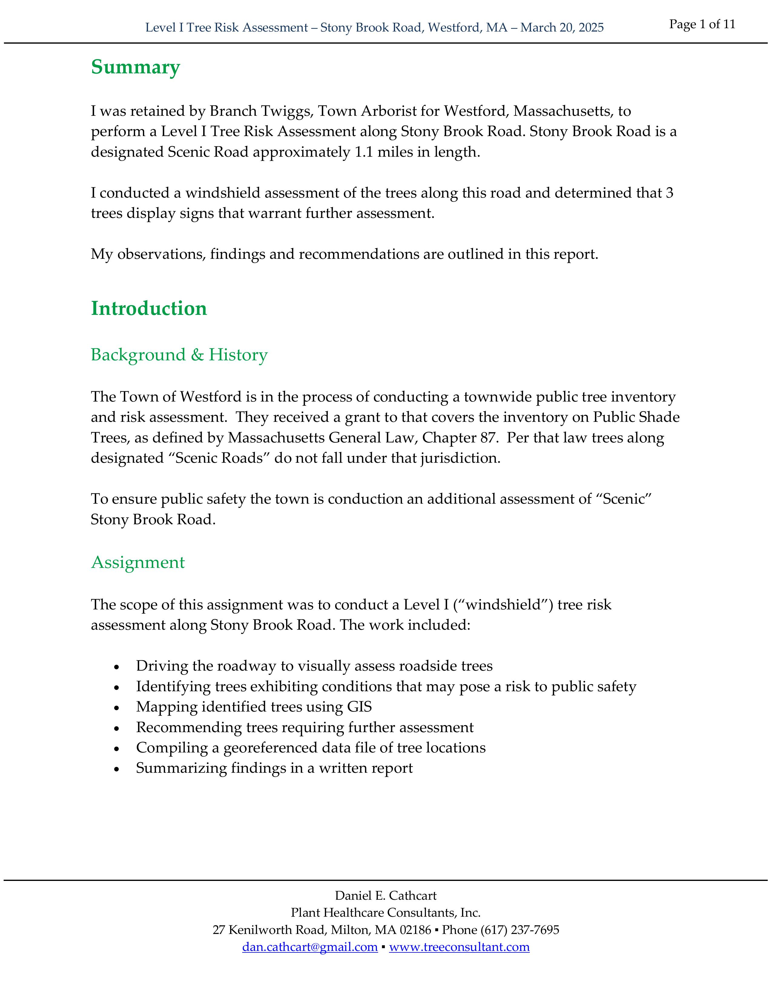 Level I Tree Risk Assessment – Stony Brook Road, Westford, MA – March 20, 2025
Page 1 of 11
Summary
I was retained by Branch Twiggs, Town Arborist for Westford, Massachusetts, to
perform a Level I Tree Risk Assessment along Stony Brook Road. Stony Brook Road is a
designated Scenic Road approximately 1.1 miles in length.
I conducted a windshield assessment of the trees along this road and determined that 3
trees display signs that warrant further assessment.
My observations, findings and recommendations are outlined in this report.
Introduction
Background & History
The Town of Westford is in the process of conducting a townwide public tree inventory
and risk assessment.  They received a grant to that covers the inventory on Public Shade
Trees, as defined by Massachusetts General Law, Chapter 87.  Per that law trees along
designated “Scenic Roads” do not fall under that jurisdiction.
To ensure public safety the town is conduction an additional assessment of “Scenic”
Stony Brook Road.
Assignment
The scope of this assignment was to conduct a Level I (“windshield”) tree risk
assessment along Stony Brook Road. The work included:
• Driving the roadway to visually assess roadside trees
• Identifying trees exhibiting conditions that may pose a risk to public safety
• Mapping identified trees using GIS
• Recommending trees requiring further assessment
• Compiling a georeferenced data file of tree locations
• Summarizing findings in a written report
Daniel E. Cathcart
Plant Healthcare Consultants, Inc.
27 Kenilworth Road, Milton, MA 02186 ▪ Phone (617) 237-7695
dan.cathcart@gmail.com ▪ www.treeconsultant.com